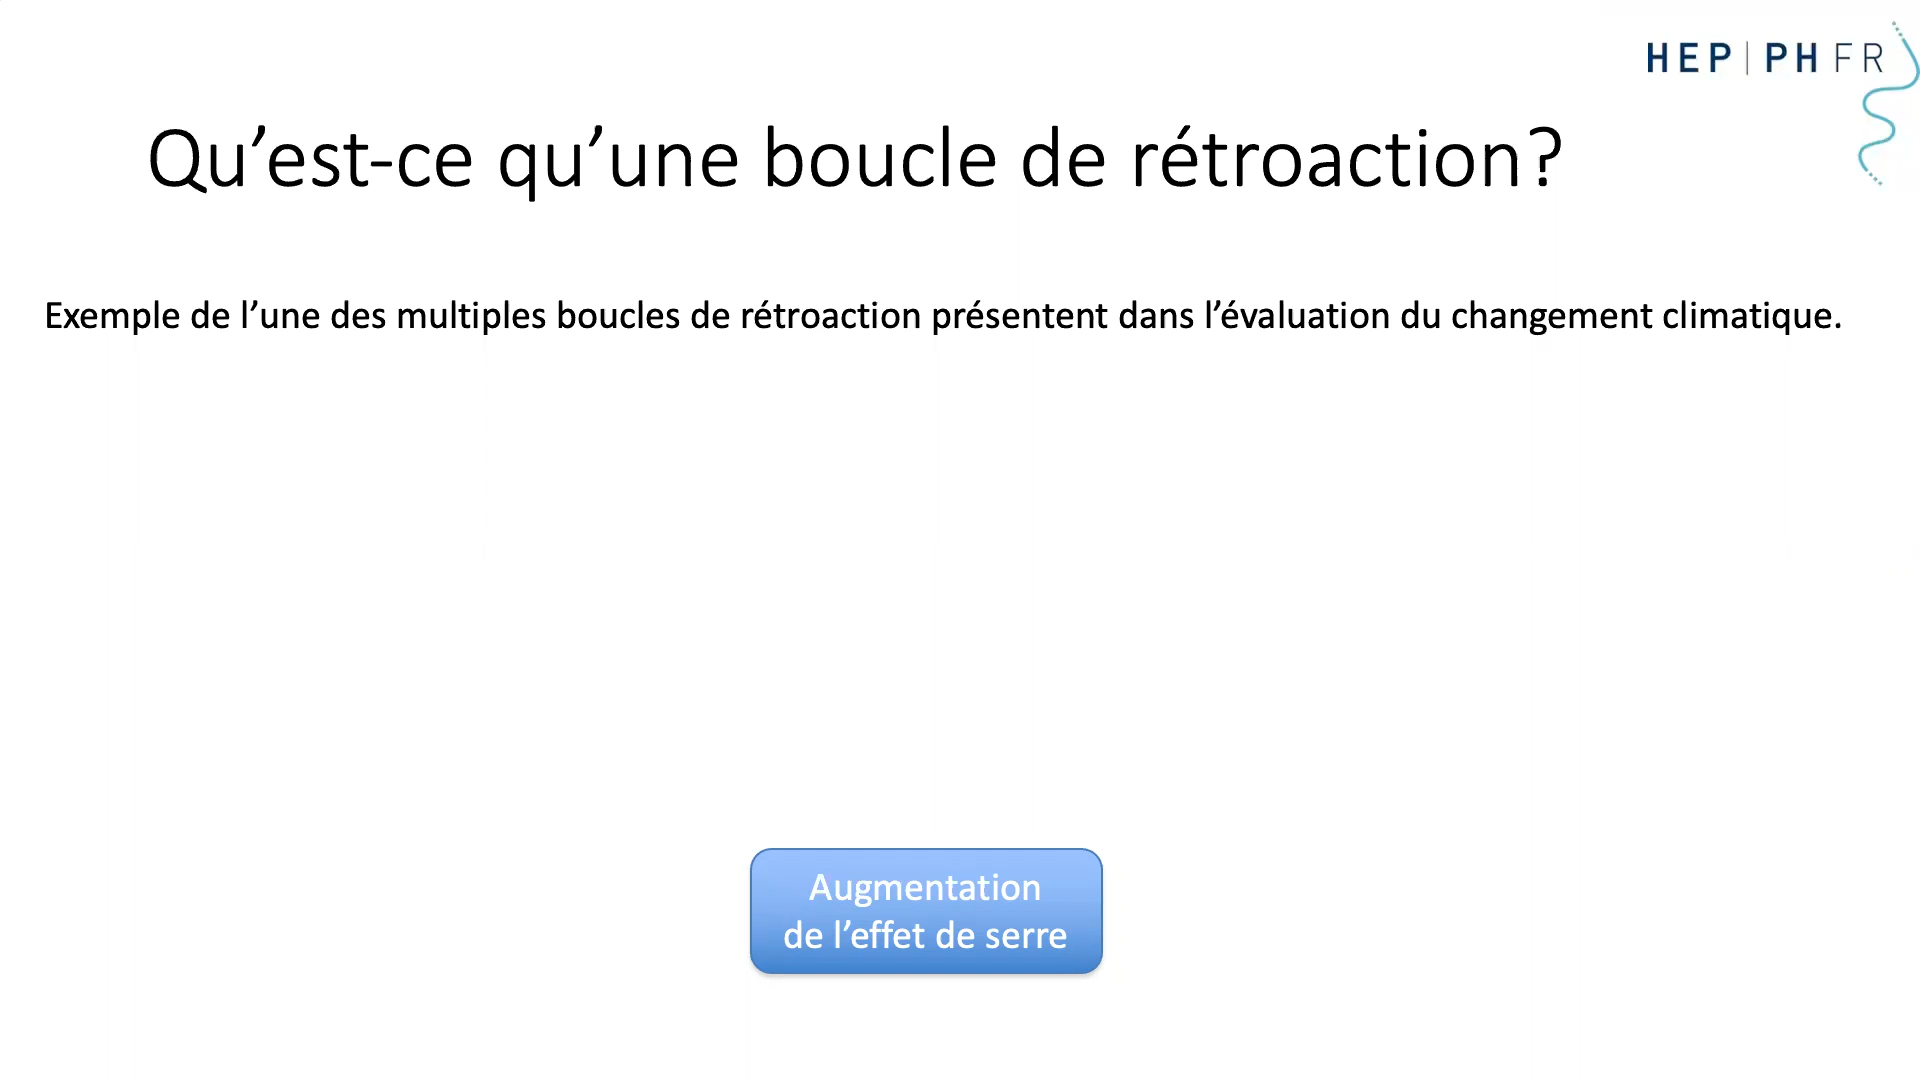 HEP|PH FR
Qu’est-ce qu’une boucle de rétroaction?
Exemple de l’une des multiples boucles de rétroaction présentent dans l’évaluation du changement climatique.
Augmentation
de l’effet de serre